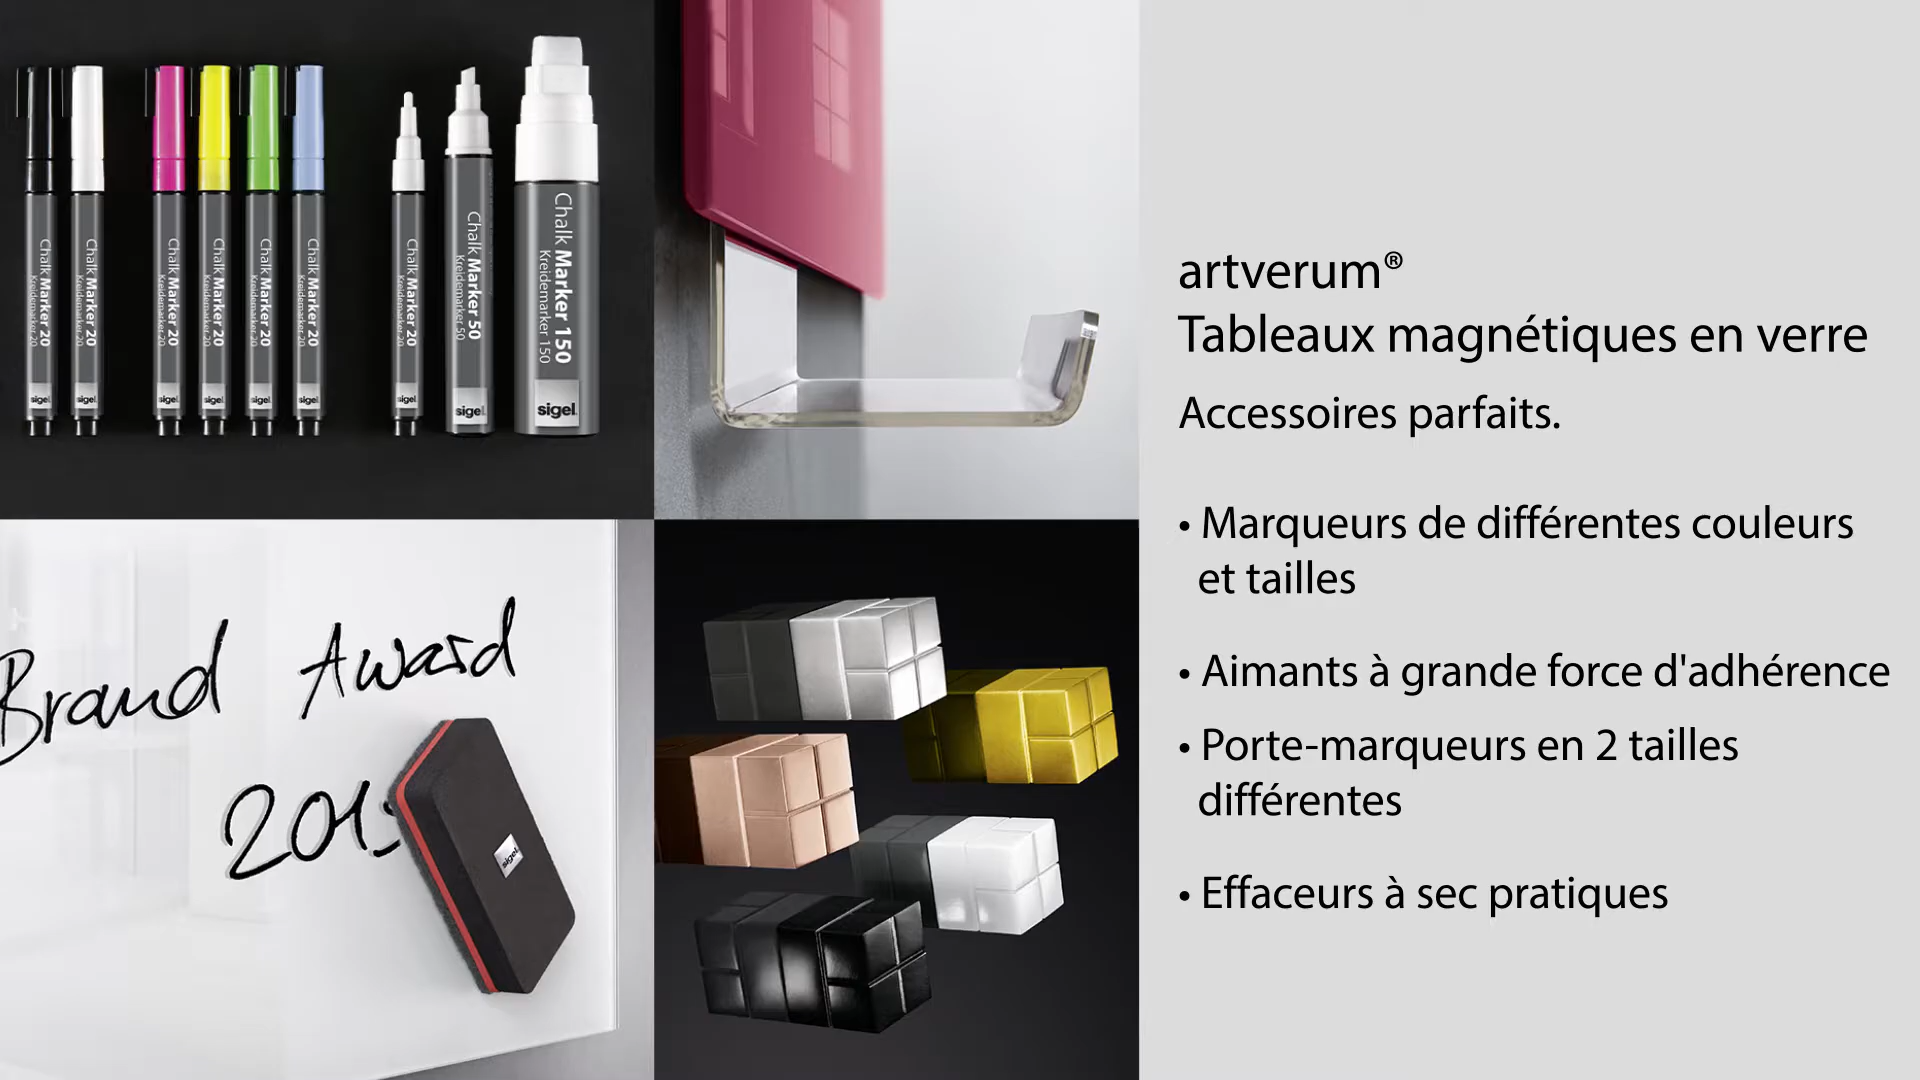 Chalk Marker 20
Kreidemarker 20
Chalk Marker 20
Kreidemarker 20
Chalk Marker 20
Kreidemarker 20
Chalk Marker 20
Kreidemarker 20
Chalk Marker 20
Kreidemarker 20
Chalk Marker 20
Kreidemarker 20
Chalk Marker 20
Kreidemarker 20
Chalk Marker 50
Kreidemarker 50
Chalk Marker 150
Kreidemarker 150
sigel
sigel
sigel
sigel
sigel
sigel
sigel
sigel
sigel
artverum®
Tableaux magnétiques en verre
Accessoires parfaits.
• Marqueurs de différentes couleurs
et tailles
• Aimants à grande force d'adhérence
• Porte-marqueurs en 2 tailles
différentes
• Effaceurs à sec pratiques
Brand Award
201
sigel